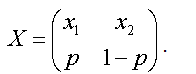 X = ( x₁ x₂
p 1 − p ) .